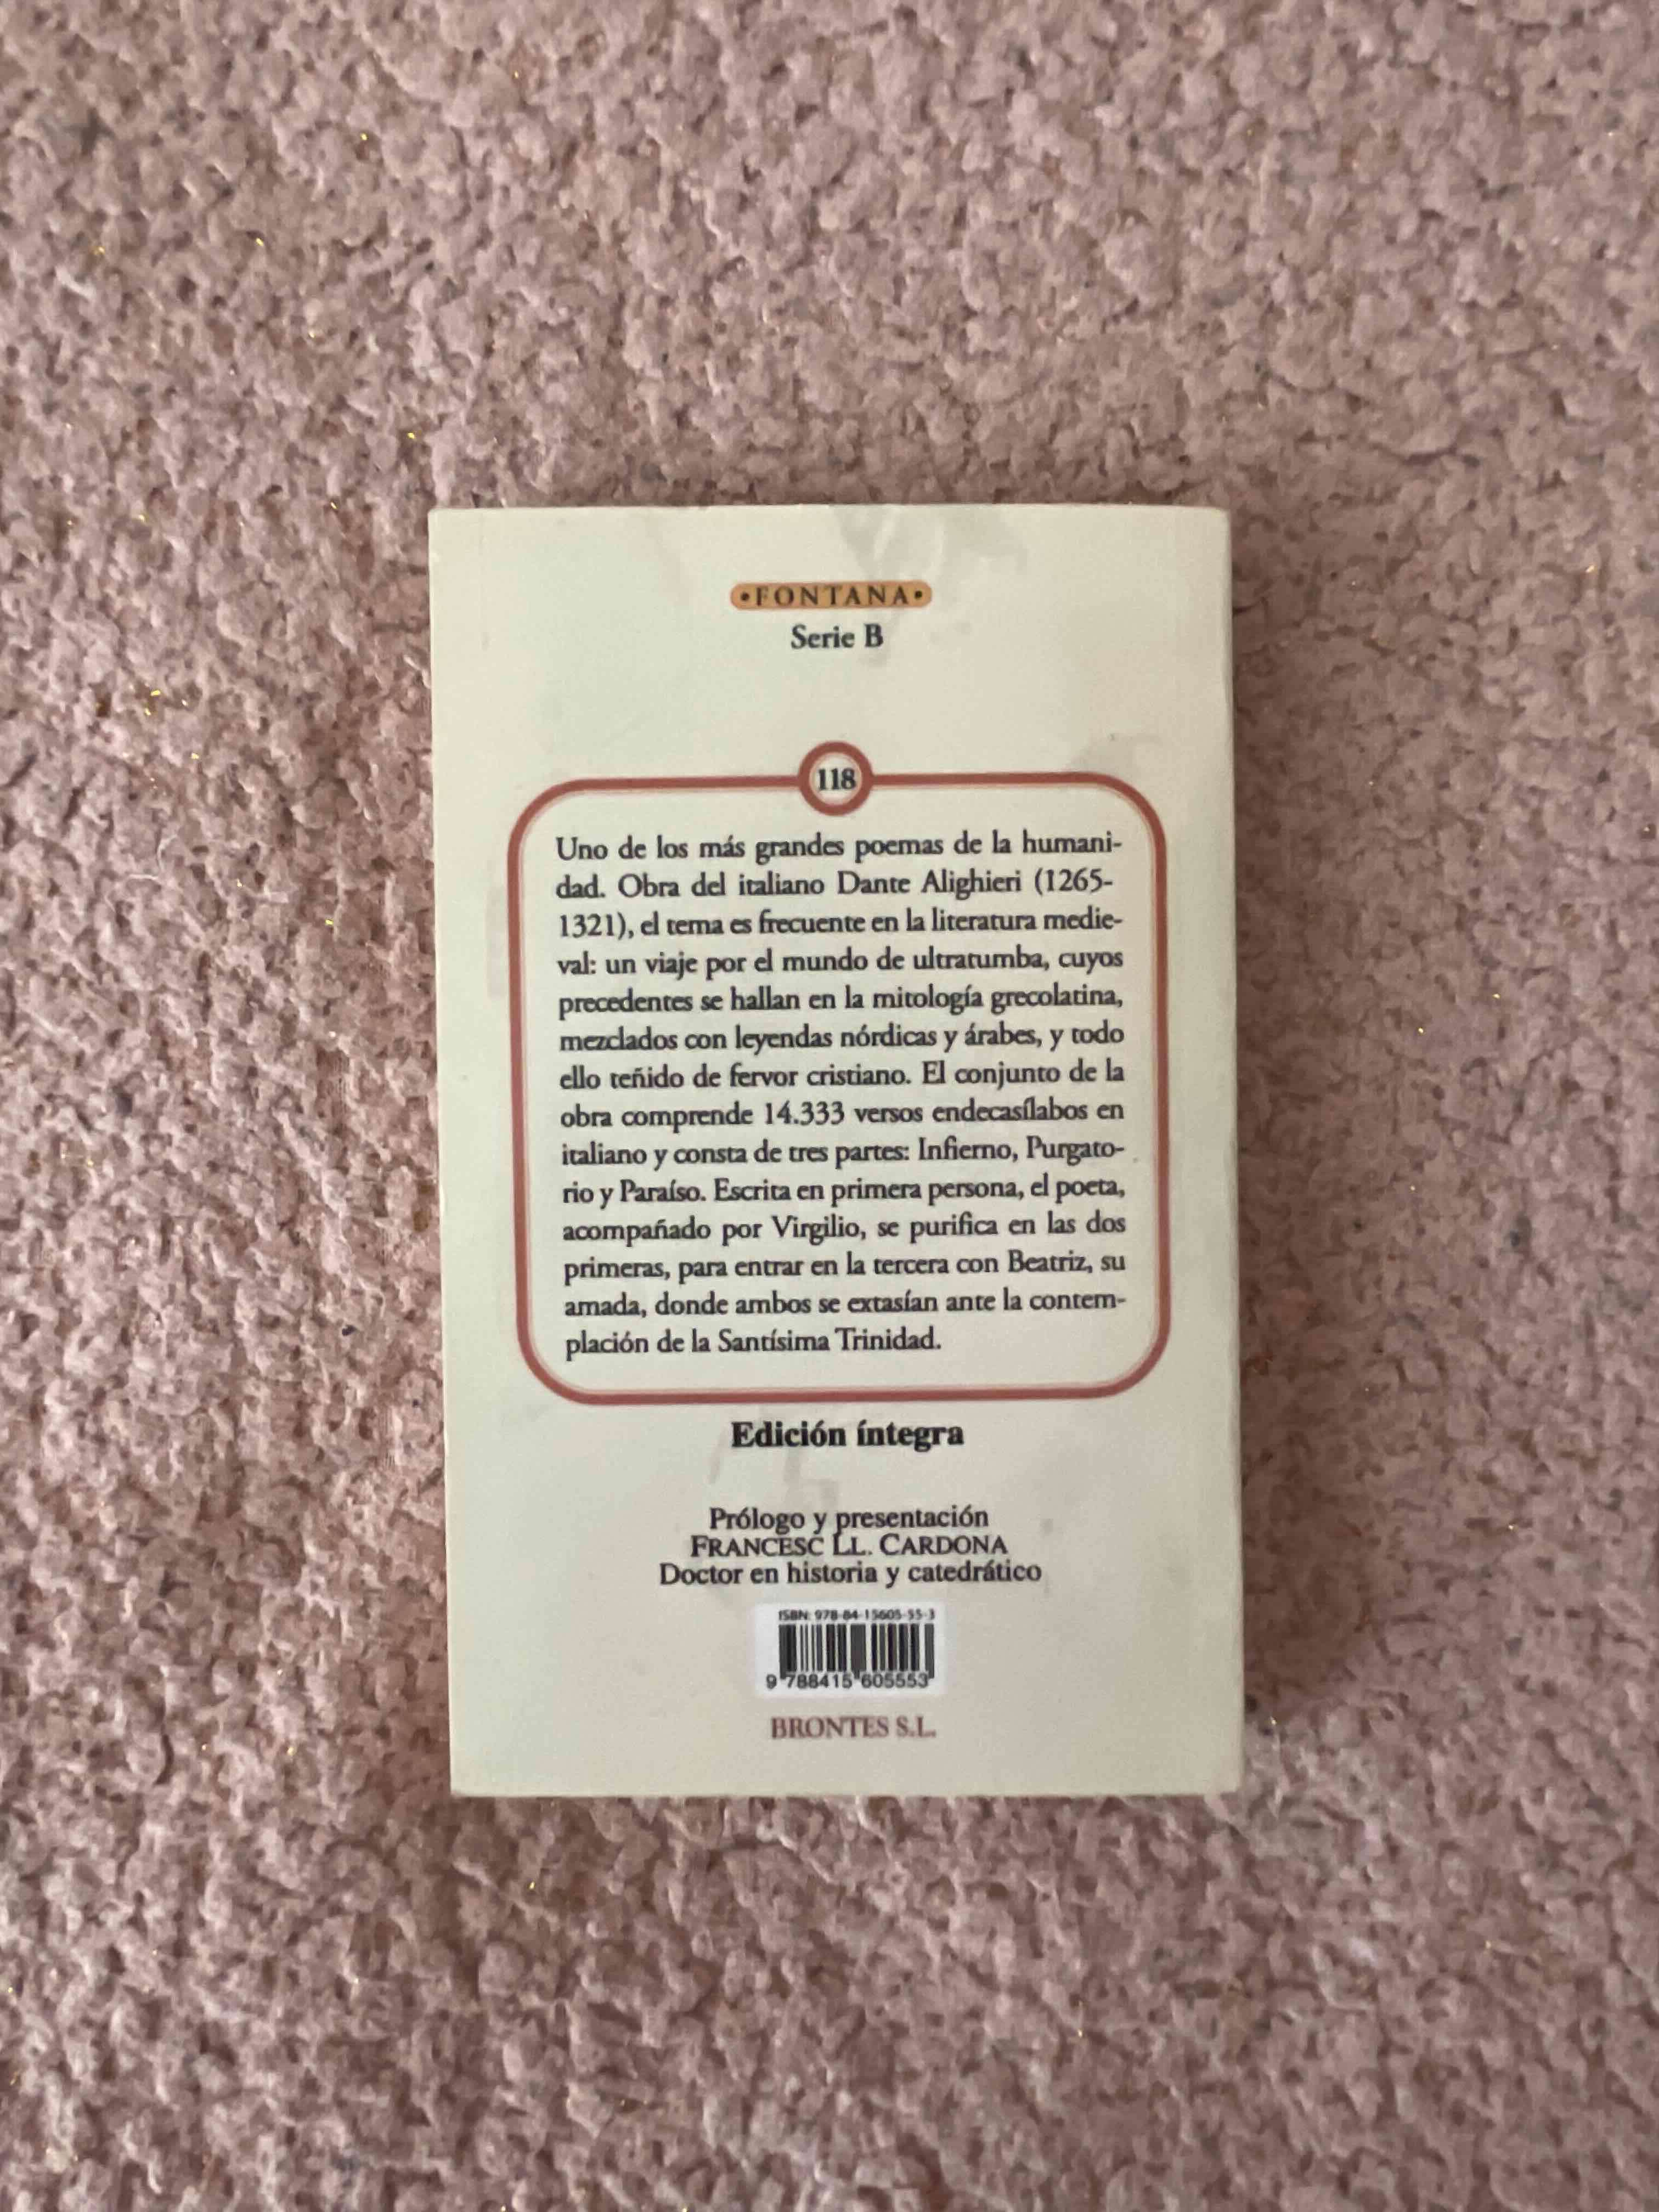 •FONTANA•
Serie B
118
Uno de los más grandes poemas de la humani-
dad. Obra del italiano Dante Alighieri (1265-
1321), el tema es frecuente en la literatura medie-
val: un viaje por el mundo de ultratumba, cuyos
precedentes se hallan en la mitología grecolatina,
mezclados con leyendas nórdicas y árabes, y todo
ello teñido de fervor cristiano. El conjunto de la
obra comprende 14.333 versos endecasílabos en
italiano y consta de tres partes: Infierno, Purgato-
rio y Paraíso. Escrita en primera persona, el poeta,
acompañado por Virgilio, se purifica en las dos
primeras, para entrar en la tercera con Beatriz, su
amada, donde ambos se extasían ante la contem-
plación de la Santísima Trinidad.
Edición íntegra
Prólogo y presentación
FRANCESC LL. CARDONA
Doctor en historia y catedrático
ISBN: 978-84-15605-55-3
9 788415 605553
BRONTES S.L.